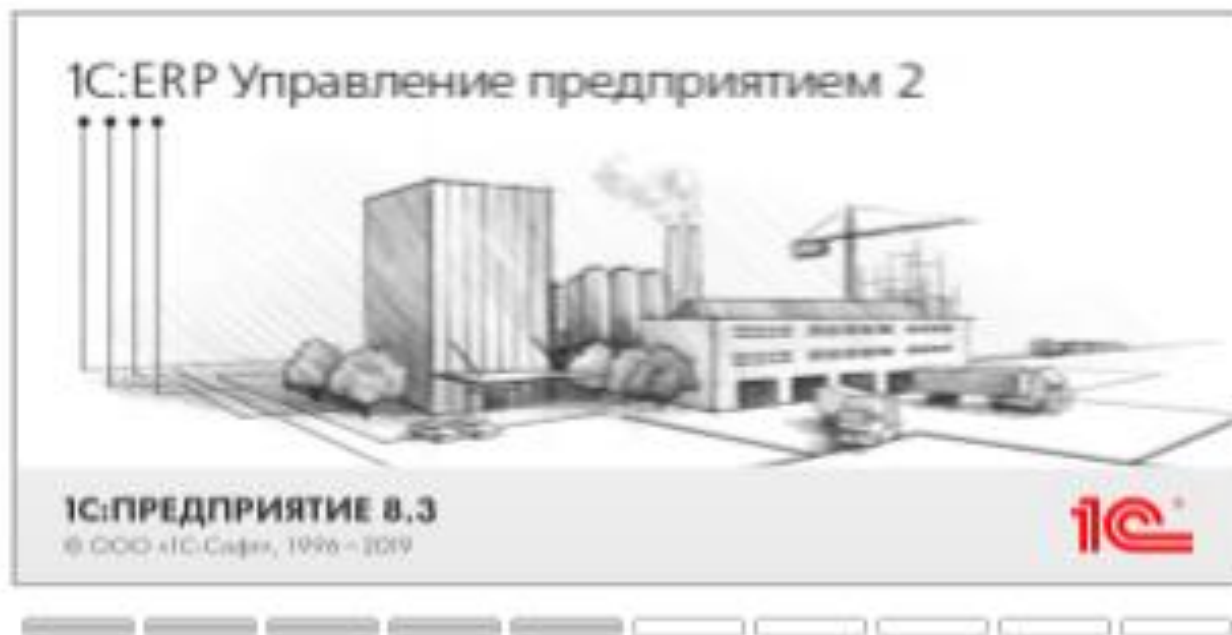 1С:ERP Управление предприятием 2
1С:ПРЕДПРИЯТИЕ 8.3
© ООО «1С-Софт», 1996 – 2019
1С